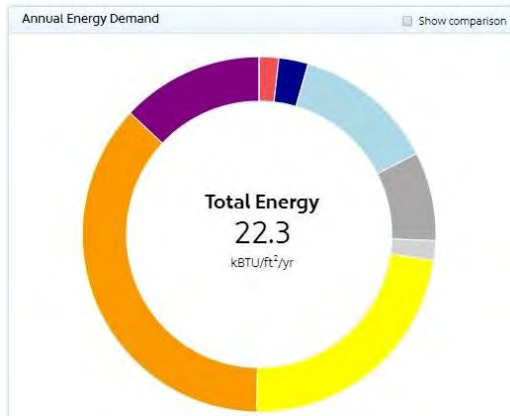 Annual Energy Demand
Show comparison
Total Energy
22.3
kBTU/ft²/yr